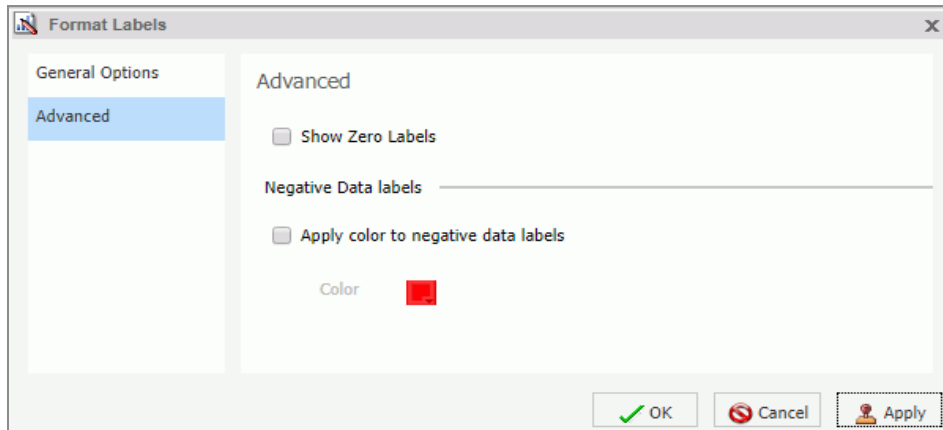 Format Labels
General Options
Advanced
Advanced
Show Zero Labels
Negative Data labels
Apply color to negative data labels
Color
OK Cancel Apply